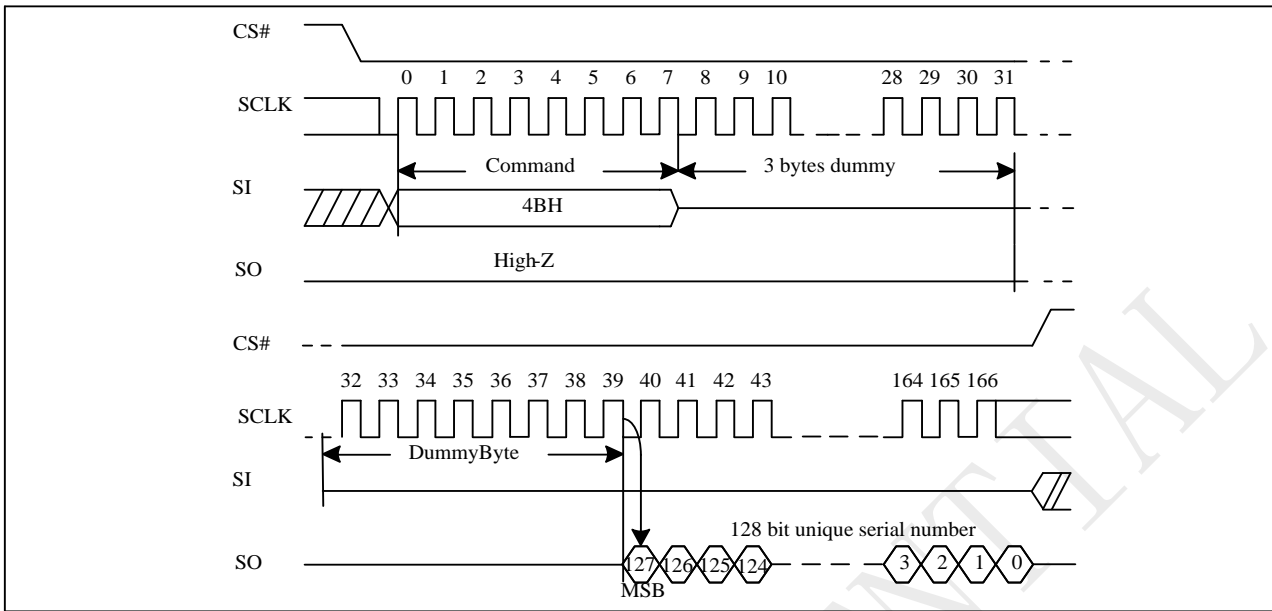 CS#
0 1 2 3 4 5 6 7 8 9 10 28 29 30 31
SCLK
Command 3 bytes dummy
SI
4BH
High-Z
SO
CS#
32 33 34 35 36 37 38 39 40 41 42 43 164 165 166
SCLK
DummyByte
SI
128 bit unique serial number
SO 127 126 125 124 3 2 1 0
MSB
NTIAL